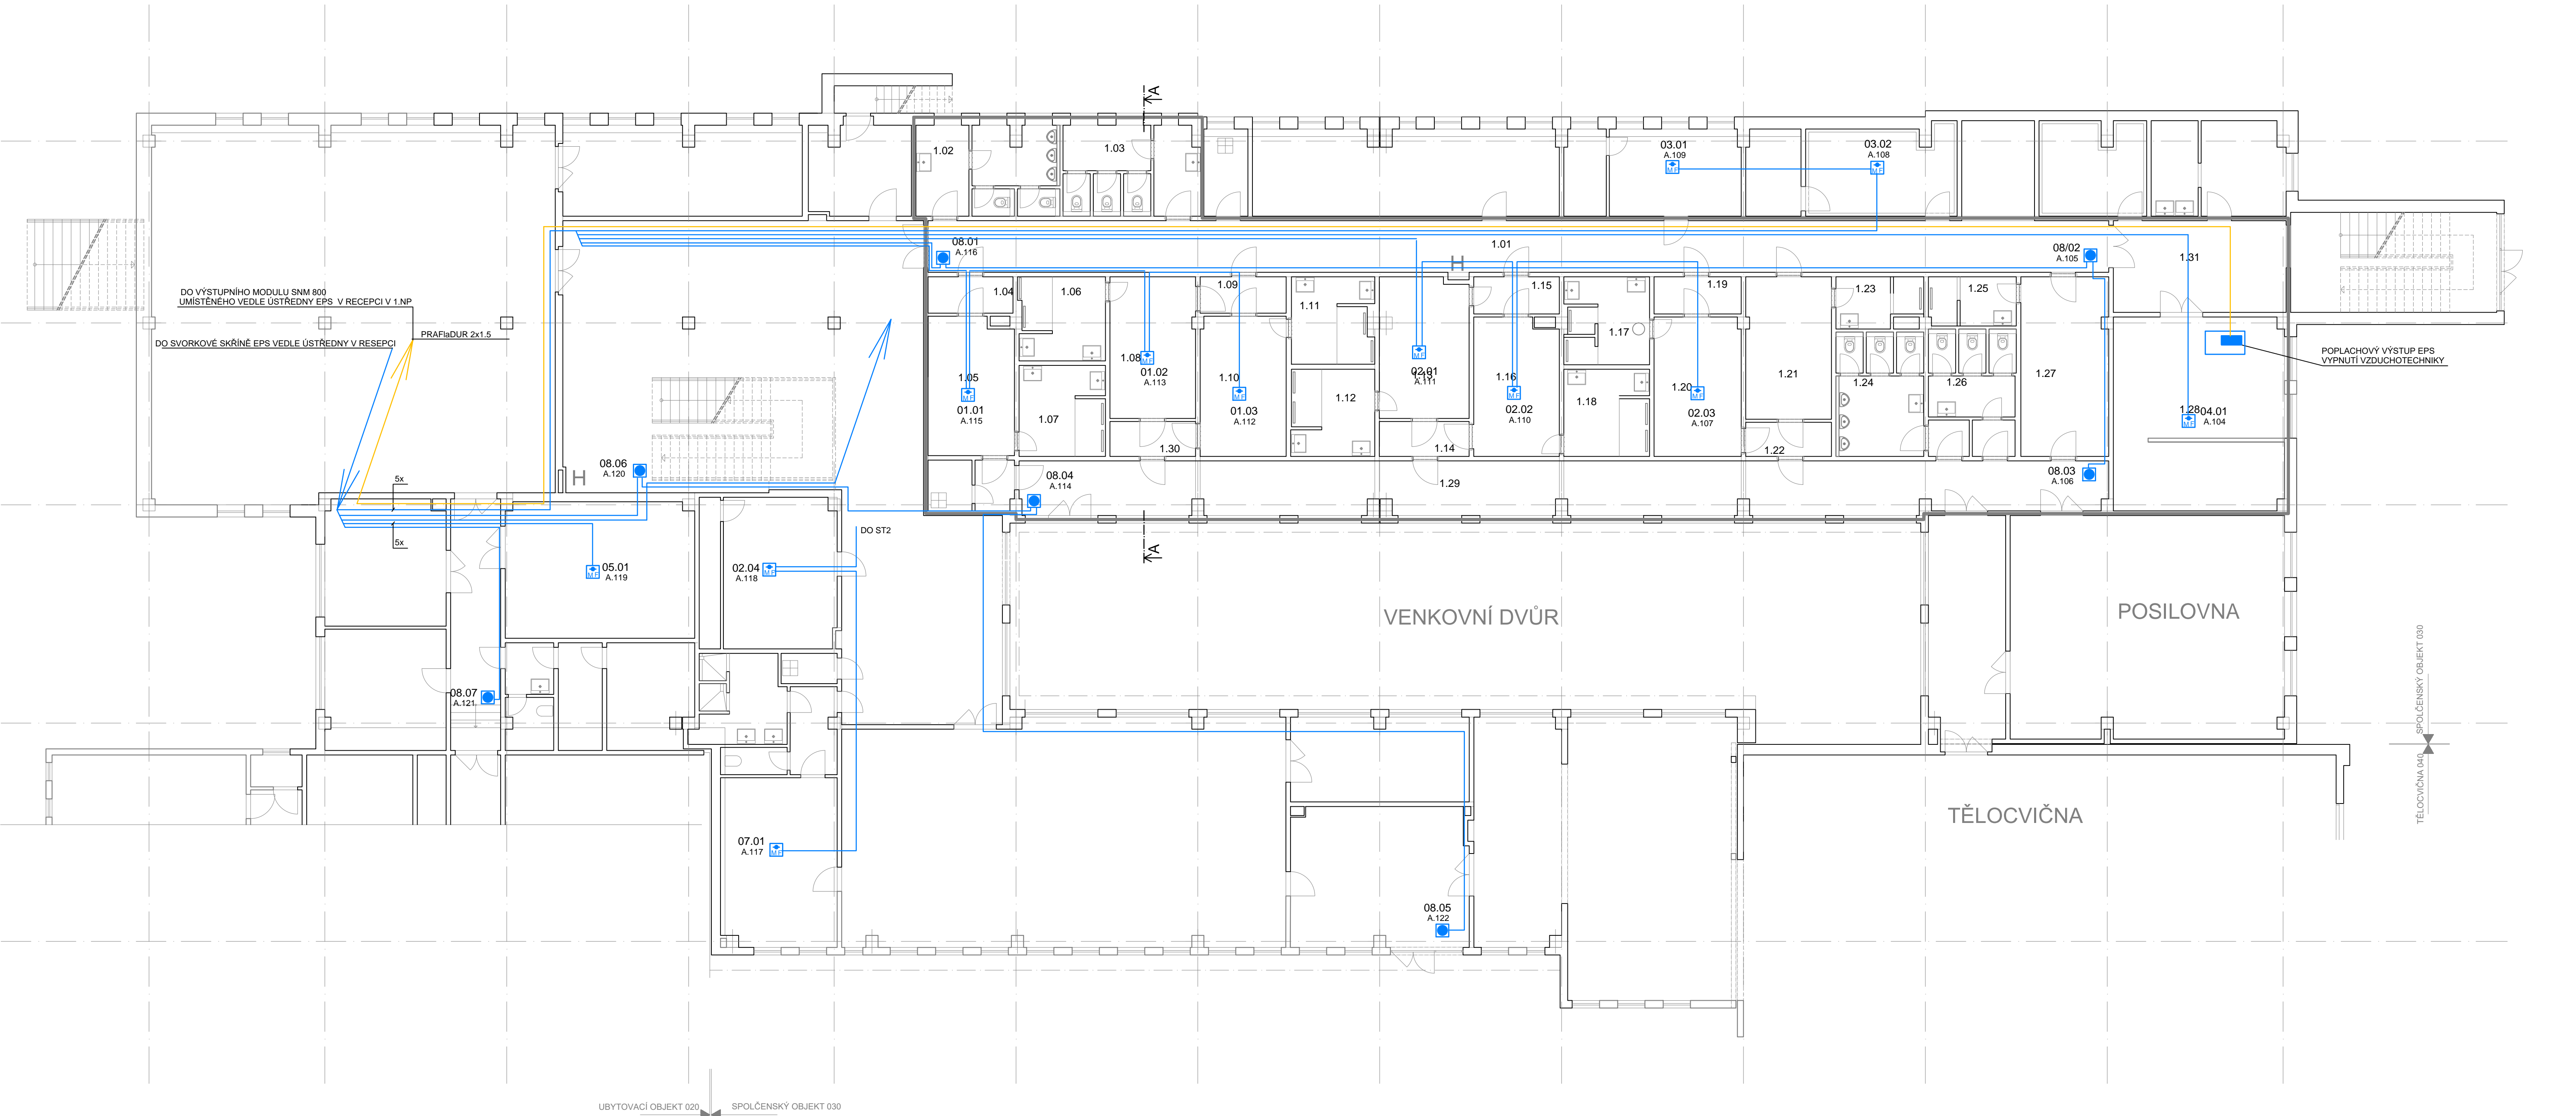 A
1.02
1.03
03.01
A.109
M F
03.02
A.108
M F
08.01
A.116
1.01
H
08/02
A.105
1.31
DO VÝSTUPNÍHO MODULU SNM 800
UMÍSTĚNÉHO VEDLE ÚSTŘEDNY EPS V RECEPCI V 1.NP
PRAFlaDUR 2x1.5
DO SVORKOVÉ SKŘÍNĚ EPS VEDLE ÚSTŘEDNY V RESEPCI
1.04
1.06
1.09
1.11
1.15
1.17
1.19
1.23
1.25
POPLACHOVÝ VÝSTUP EPS
VYPNUTÍ VZDUCHOTECHNIKY
1.05
M F
01.01
A.115
1.07
1.08
M F
01.02
A.113
1.10
M F
01.03
A.112
1.12
M F
02.01
1.13
A.111
1.16
M F
02.02
A.110
1.18
1.20
M F
02.03
A.107
1.21
1.24
1.26
1.27
1.28
04.01
A.104
M F
1.30
1.14
1.22
1.29
08.06
A.120
H
08.04
A.114
08.03
A.106
5x
5x
A
DO ST2
05.01
A.119
M F
02.04
A.118
M F
VENKOVNÍ DVŮR
POSILOVNA
SPOLČENSKÝ OBJEKT 030
TĚLOCVIČNA 040
08.07
A.121
TĚLOCVIČNA
07.01
A.117
M F
08.05
A.122
UBYTOVACÍ OBJEKT 020
SPOLČENSKÝ OBJEKT 030